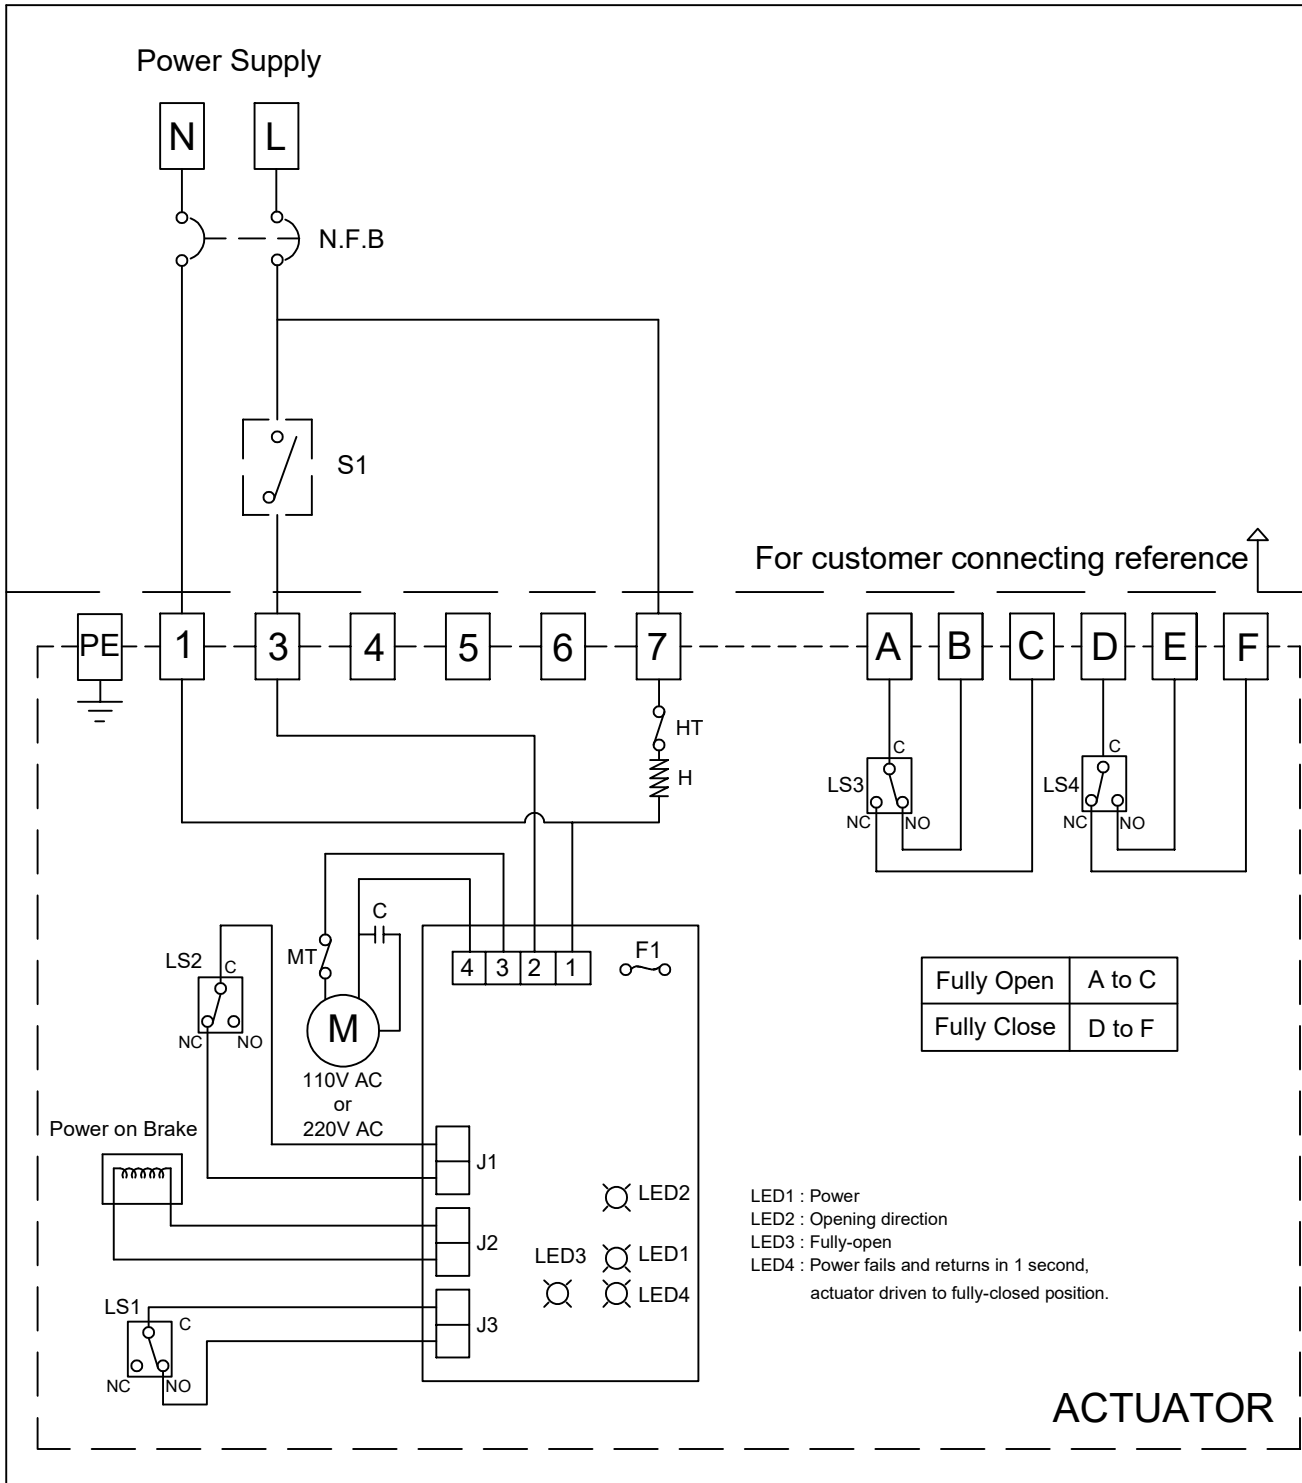 Power Supply
N
L
N.F.B
S1
For customer connecting reference
PE
1
3
4
5
6
7
A
B
C
D
E
F
HT
H
C
LS3
NC
NO
C
LS4
NC
NO
C
MT
LS2
C
NC
NO
M
110V AC
or
220V AC
4
3
2
1
F1
Fully Open
A to C
Fully Close
D to F
Power on Brake
J1
J2
J3
LED2
LED3
LED1
LED4
LED1 : Power
LED2 : Opening direction
LED3 : Fully-open
LED4 : Power fails and returns in 1 second,
actuator driven to fully-closed position.
LS1
C
NC
NO
ACTUATOR